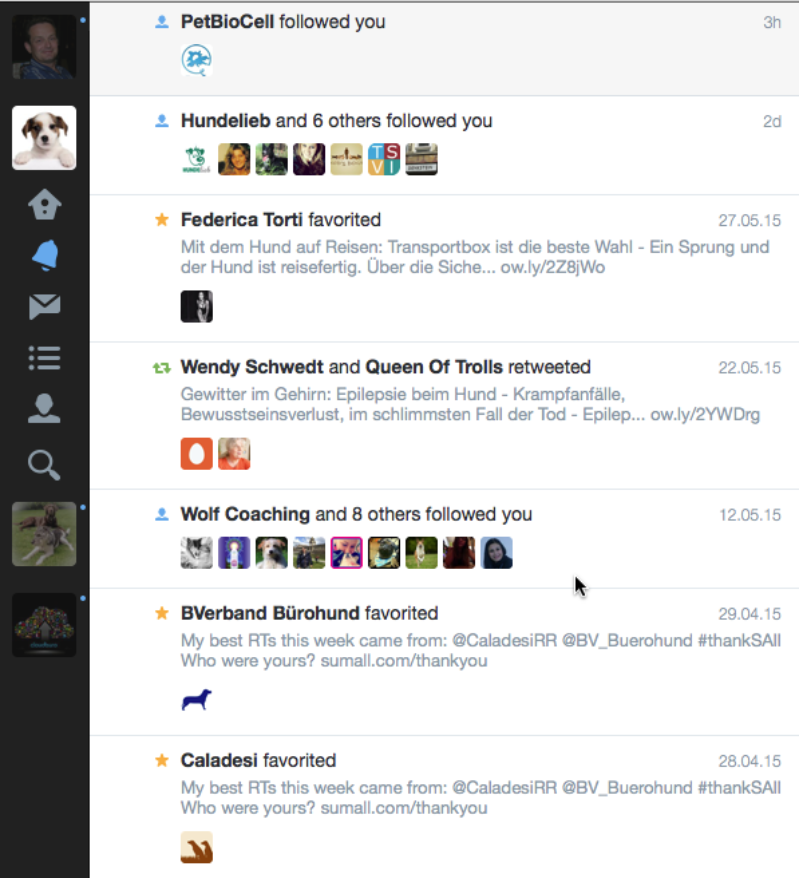 PetBioCell followed you 3h
Hundelieb and 6 others followed you 2d
HUNDElieb
TS
VI
Federica Torti favorited 27.05.15
Mit dem Hund auf Reisen: Transportbox ist die beste Wahl - Ein Sprung und
der Hund ist reisefertig. Über die Siche... ow.ly/2Z8jWo
Wendy Schwedt and Queen Of Trolls retweeted 22.05.15
Gewitter im Gehirn: Epilepsie beim Hund - Krampfanfälle,
Bewusstseinsverlust, im schlimmsten Fall der Tod - Epilep... ow.ly/2YWDrg
Wolf Coaching and 8 others followed you 12.05.15
BVerband Bürohund favorited 29.04.15
My best RTs this week came from: @CaladesiRR @BV_Buerohund #thankSAll
Who were yours? sumall.com/thankyou
Caladesi favorited 28.04.15
My best RTs this week came from: @CaladesiRR @BV_Buerohund #thankSAll
Who were yours? sumall.com/thankyou